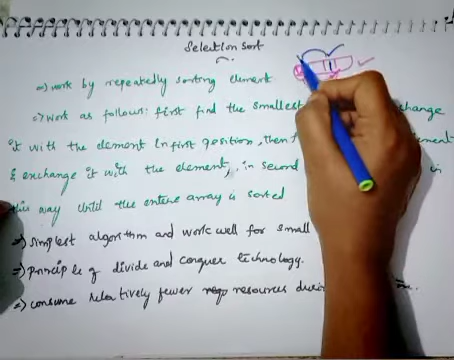 Selection sort
=) work by repeatedly sorting element
=) work as follows: first find the smallest change
it with the element in first position, then
& exchange it with the element, in second in
this way until the entire array is sorted
=) simplest algorithm and work well for small
=) principle of divide and conquer technology.
=) consume relatively fewer resources